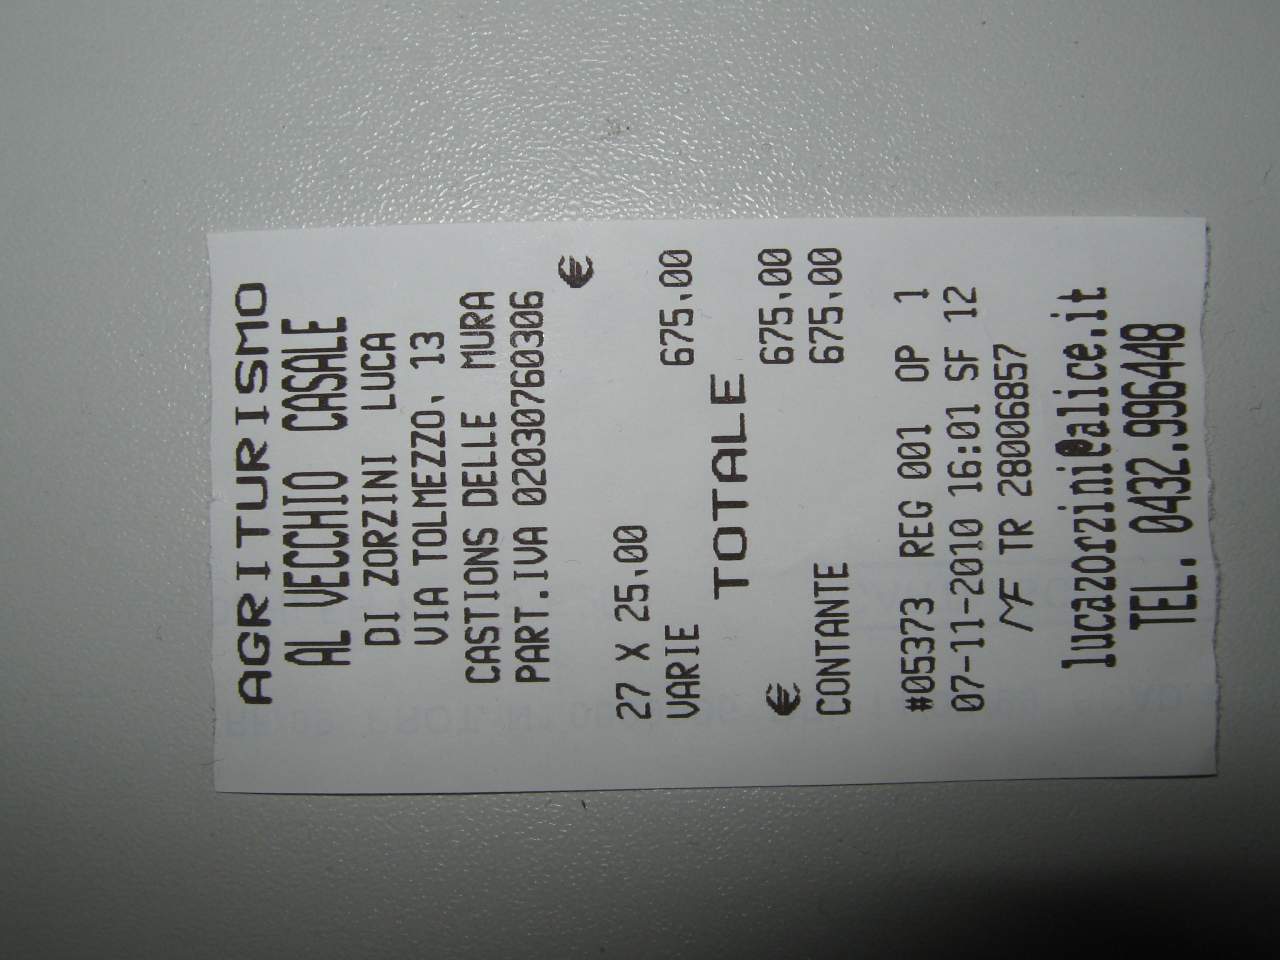 AGRITURISMO
AL VECCHIO CASALE
DI ZORZINI LUCA
VIA TOLMEZZO, 13
CASTIONS DELLE MURA
PART.IVA 02030760306
€
27 X 25,00
VARIE 675,00
TOTALE
€ 675,00
CONTANTE 675,00
#05373 REG 001 OP 1
07-11-2010 16:01 SF 12
MF TR 28006857
lucazorzini@alice.it
TEL. 0432.996448